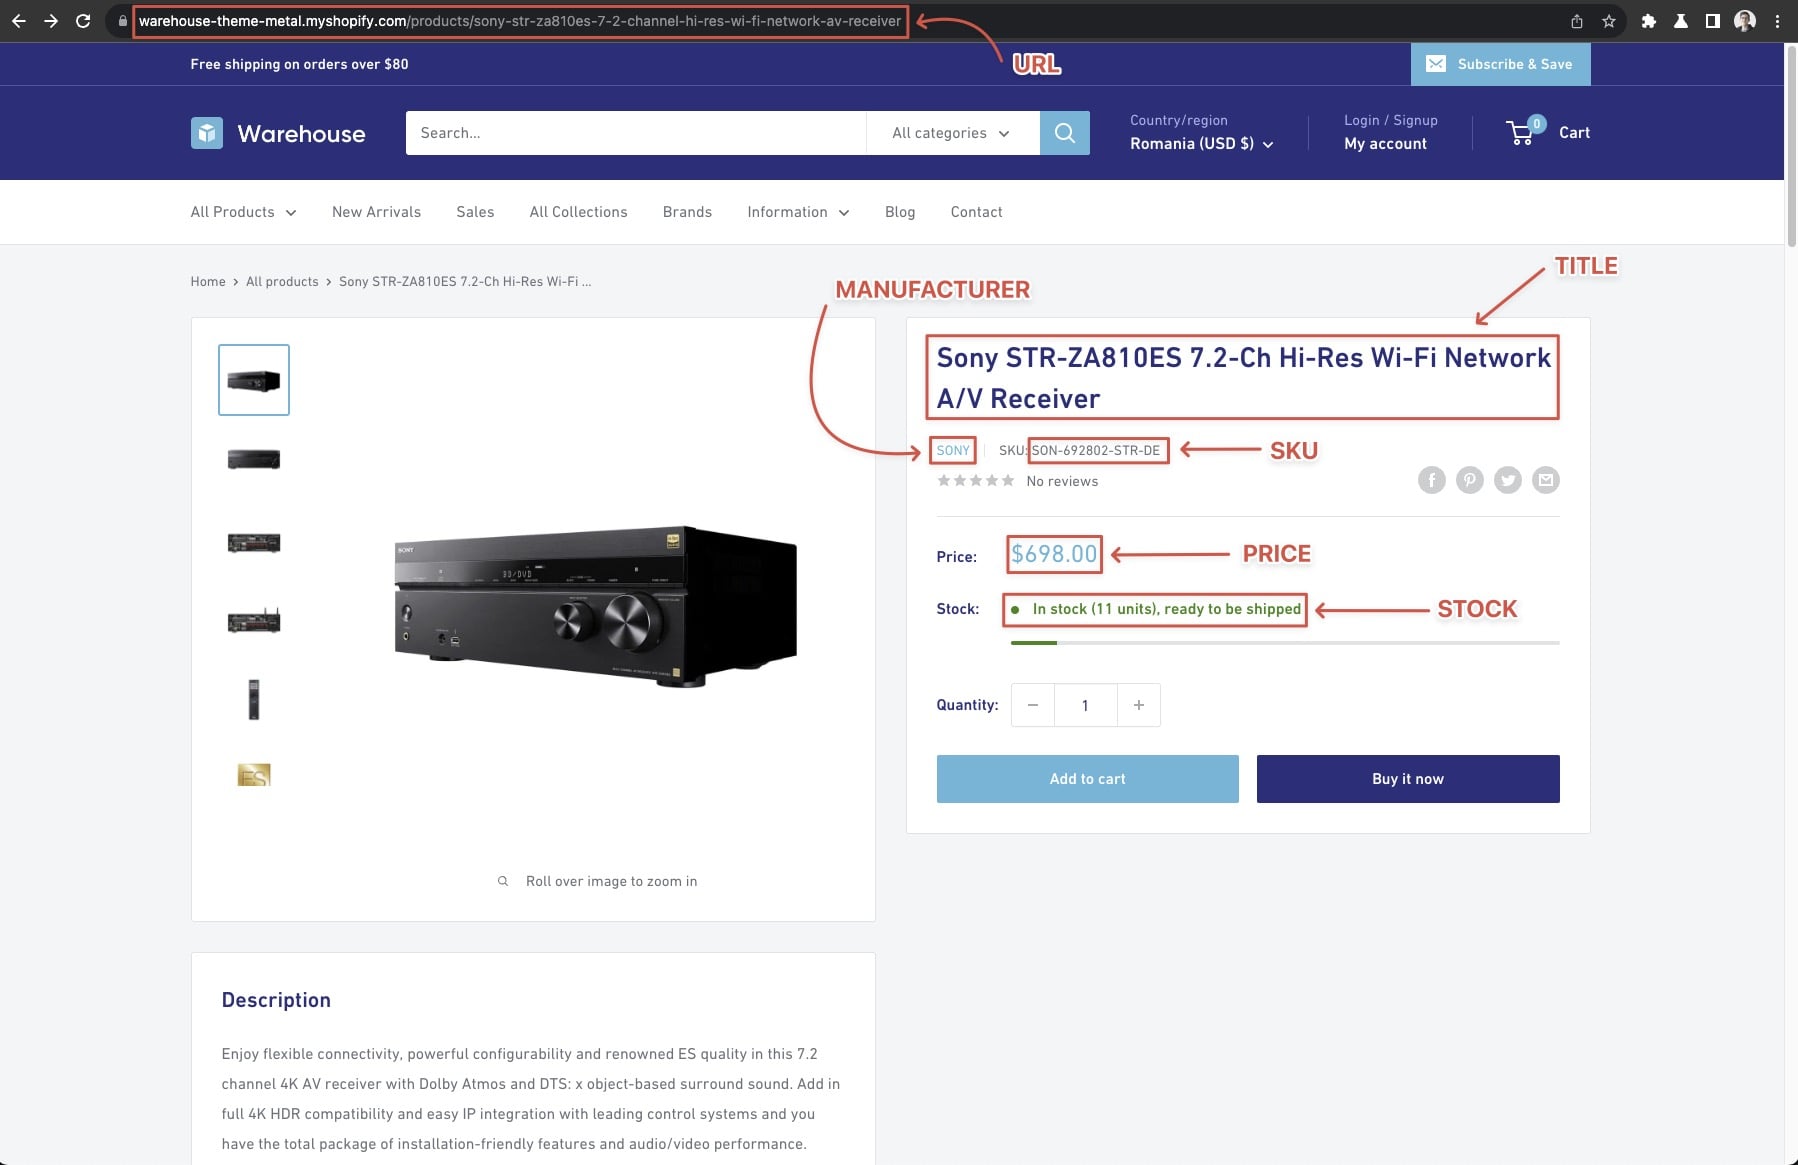 warehouse-theme-metal.myshopify.com/products/sony-str-za810es-7-2-channel-hi-res-wi-fi-network-av-receiver
URL
Free shipping on orders over $80
Subscribe & Save
Warehouse
Search...
All categories
Country/region
Romania (USD $)
Login / Signup
My account
0
Cart
All Products
New Arrivals
Sales
All Collections
Brands
Information
Blog
Contact
Home › All products › Sony STR-ZA810ES 7.2-Ch Hi-Res Wi-Fi ...
MANUFACTURER
TITLE
Sony STR-ZA810ES 7.2-Ch Hi-Res Wi-Fi Network
A/V Receiver
SONY
SKU: SON-692802-STR-DE
SKU
No reviews
Price:
$698.00
PRICE
Stock:
In stock (11 units), ready to be shipped
STOCK
Quantity:
1
Add to cart
Buy it now
SONY
BD/DVD
ES
Roll over image to zoom in
Description
Enjoy flexible connectivity, powerful configurability and renowned ES quality in this 7.2
channel 4K AV receiver with Dolby Atmos and DTS: x object-based surround sound. Add in
full 4K HDR compatibility and easy IP integration with leading control systems and you
have the total package of installation-friendly features and audio/video performance.